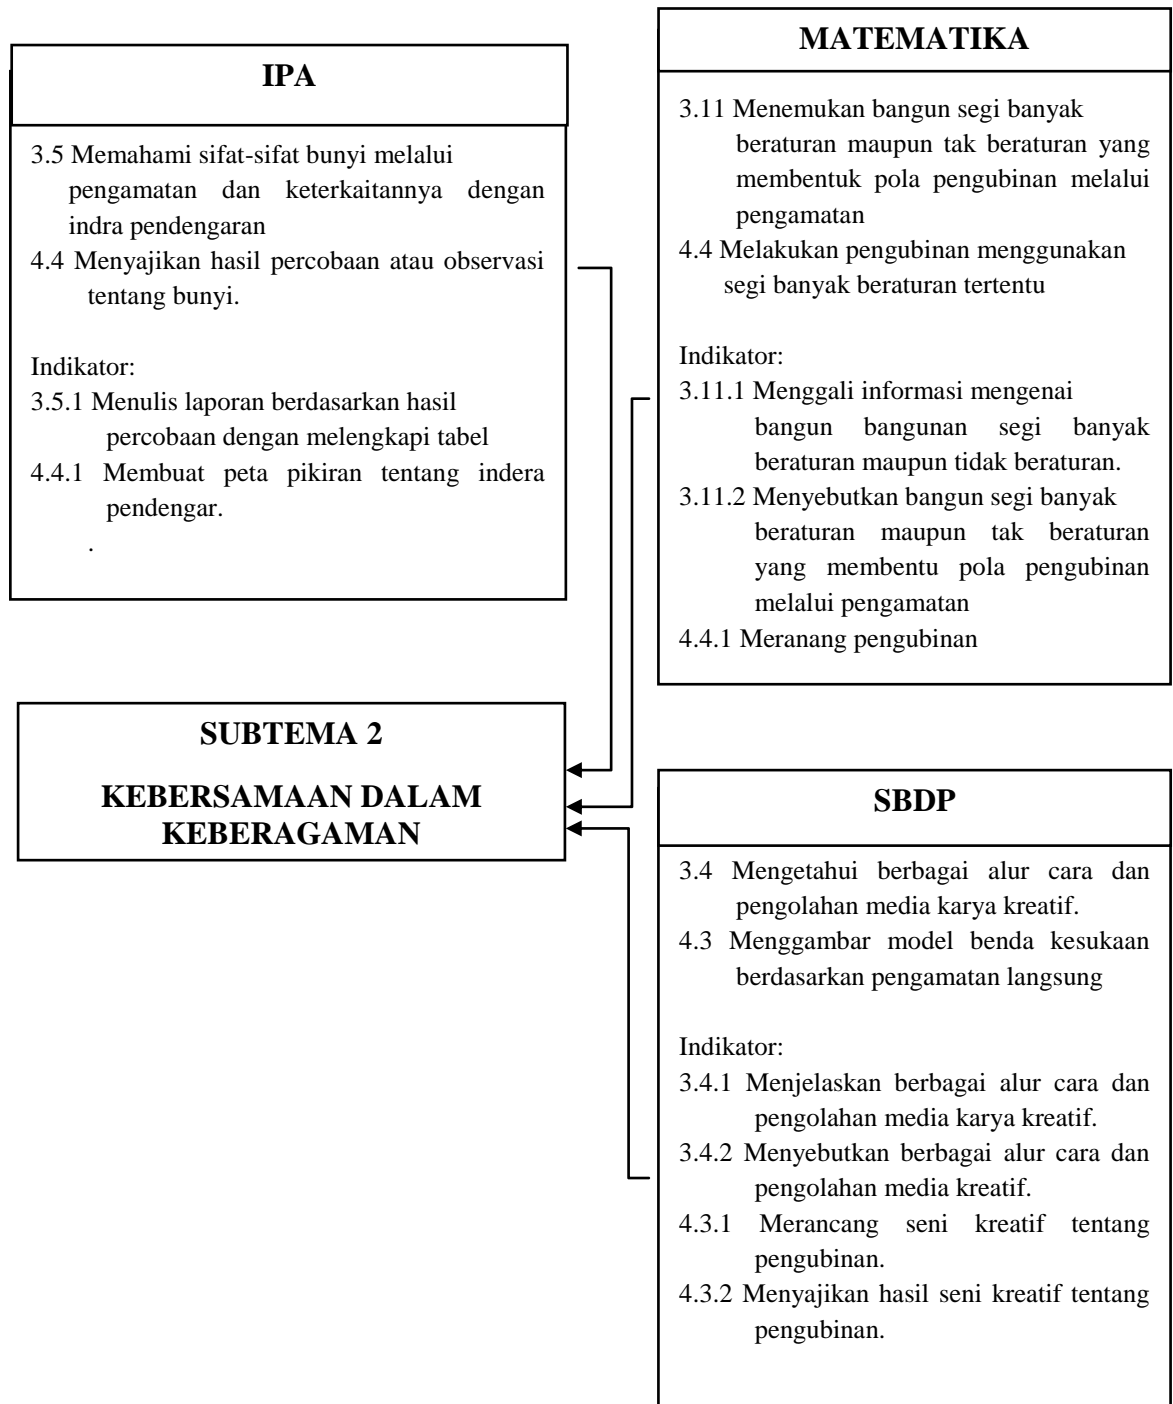 IPA
3.5 Memahami sifat-sifat bunyi melalui
pengamatan dan keterkaitannya dengan
indra pendengaran
4.4 Menyajikan hasil percobaan atau observasi
tentang bunyi.
Indikator:
3.5.1 Menulis laporan berdasarkan hasil
percobaan dengan melengkapi tabel
4.4.1 Membuat peta pikiran tentang indera
pendengar.
.
MATEMATIKA
3.11 Menemukan bangun segi banyak
beraturan maupun tak beraturan yang
membentuk pola pengubinan melalui
pengamatan
4.4 Melakukan pengubinan menggunakan
segi banyak beraturan tertentu
Indikator:
3.11.1 Menggali informasi mengenai
bangun bangunan segi banyak
beraturan maupun tidak beraturan.
3.11.2 Menyebutkan bangun segi banyak
beraturan maupun tak beraturan
yang membentu pola pengubinan
melalui pengamatan
4.4.1 Meranang pengubinan
SUBTEMA 2
KEBERSAMAAN DALAM
KEBERAGAMAN
SBDP
3.4 Mengetahui berbagai alur cara dan
pengolahan media karya kreatif.
4.3 Menggambar model benda kesukaan
berdasarkan pengamatan langsung
Indikator:
3.4.1 Menjelaskan berbagai alur cara dan
pengolahan media karya kreatif.
3.4.2 Menyebutkan berbagai alur cara dan
pengolahan media kreatif.
4.3.1 Merancang seni kreatif tentang
pengubinan.
4.3.2 Menyajikan hasil seni kreatif tentang
pengubinan.